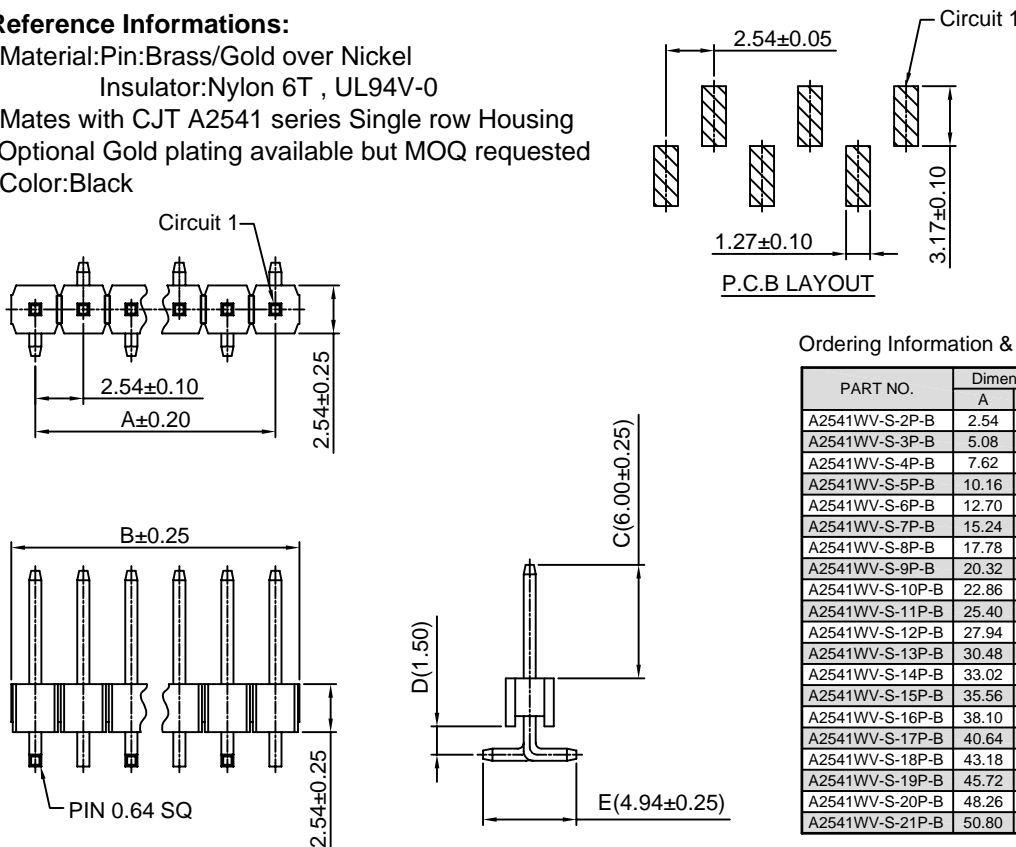 Reference Informations:
Material:Pin:Brass/Gold over Nickel
Insulator:Nylon 6T , UL94V-0
Mates with CJT A2541 series Single row Housing
Optional Gold plating available but MOQ requested
Color:Black
Circuit 1
2.54±0.05
3.17±0.10
1.27±0.10
P.C.B LAYOUT
Circuit 1
2.54±0.10
A±0.20
2.54±0.25
B±0.25
PIN 0.64 SQ
2.54±0.25
C(6.00±0.25)
D(1.50)
E(4.94±0.25)
Ordering Information &
PART NO. Dimen
A
A2541WV-S-2P-B 2.54
A2541WV-S-3P-B 5.08
A2541WV-S-4P-B 7.62
A2541WV-S-5P-B 10.16
A2541WV-S-6P-B 12.70
A2541WV-S-7P-B 15.24
A2541WV-S-8P-B 17.78
A2541WV-S-9P-B 20.32
A2541WV-S-10P-B 22.86
A2541WV-S-11P-B 25.40
A2541WV-S-12P-B 27.94
A2541WV-S-13P-B 30.48
A2541WV-S-14P-B 33.02
A2541WV-S-15P-B 35.56
A2541WV-S-16P-B 38.10
A2541WV-S-17P-B 40.64
A2541WV-S-18P-B 43.18
A2541WV-S-19P-B 45.72
A2541WV-S-20P-B 48.26
A2541WV-S-21P-B 50.80